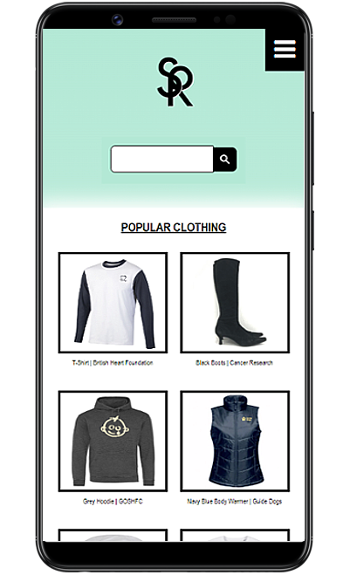 SR
POPULAR CLOTHING
T-Shirt | British Heart Foundation
Black Boots | Cancer Research
Grey Hoodie | GOSHFC
Navy Blue Body Warmer | Guide Dogs